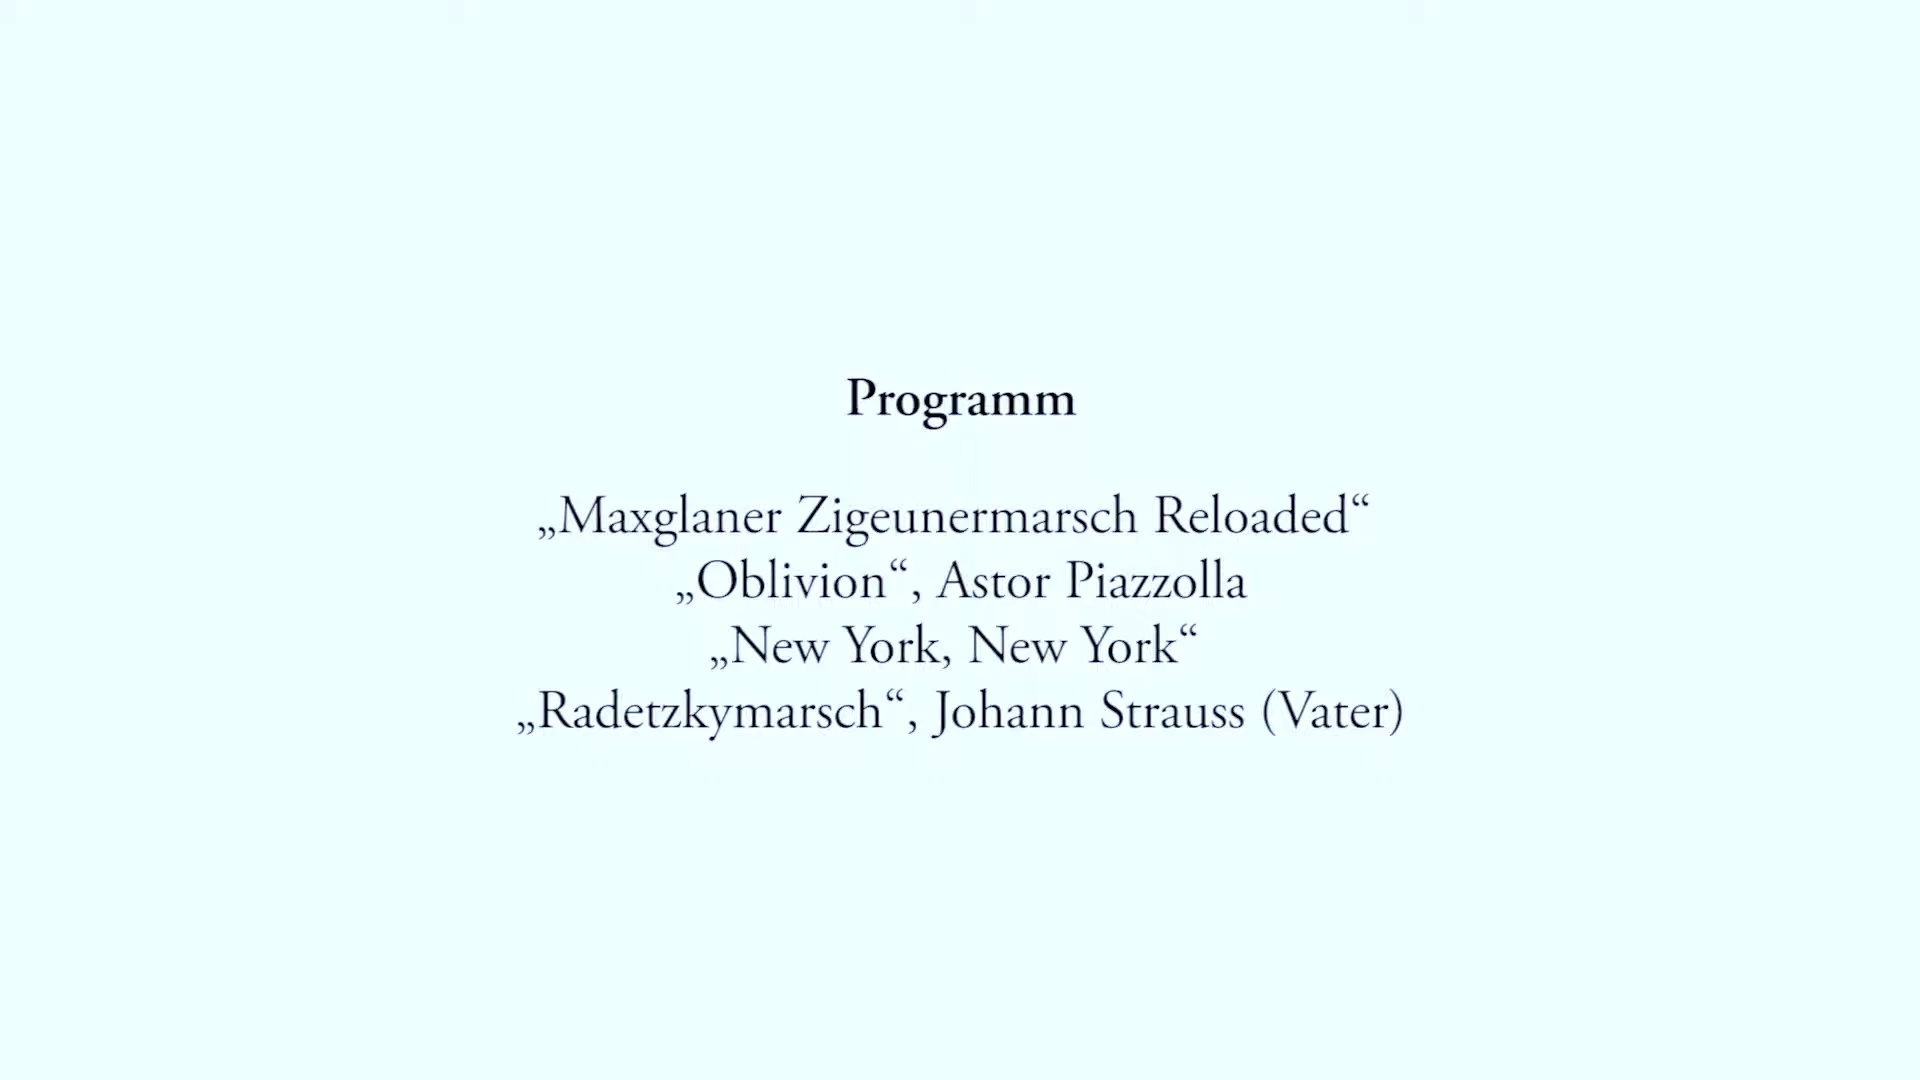 Programm
„Maxglaner Zigeunermarsch Reloaded“
„Oblivion“, Astor Piazzolla
„New York, New York“
„Radetzkymarsch“, Johann Strauss (Vater)